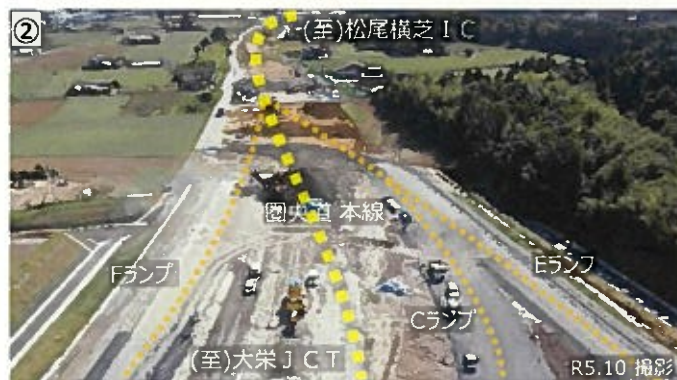 ②
(至)松尾横芝IC
圏央道 本線
Fランプ
Eランプ
Cランプ
(至)大栄JCT
R5.10 撮影